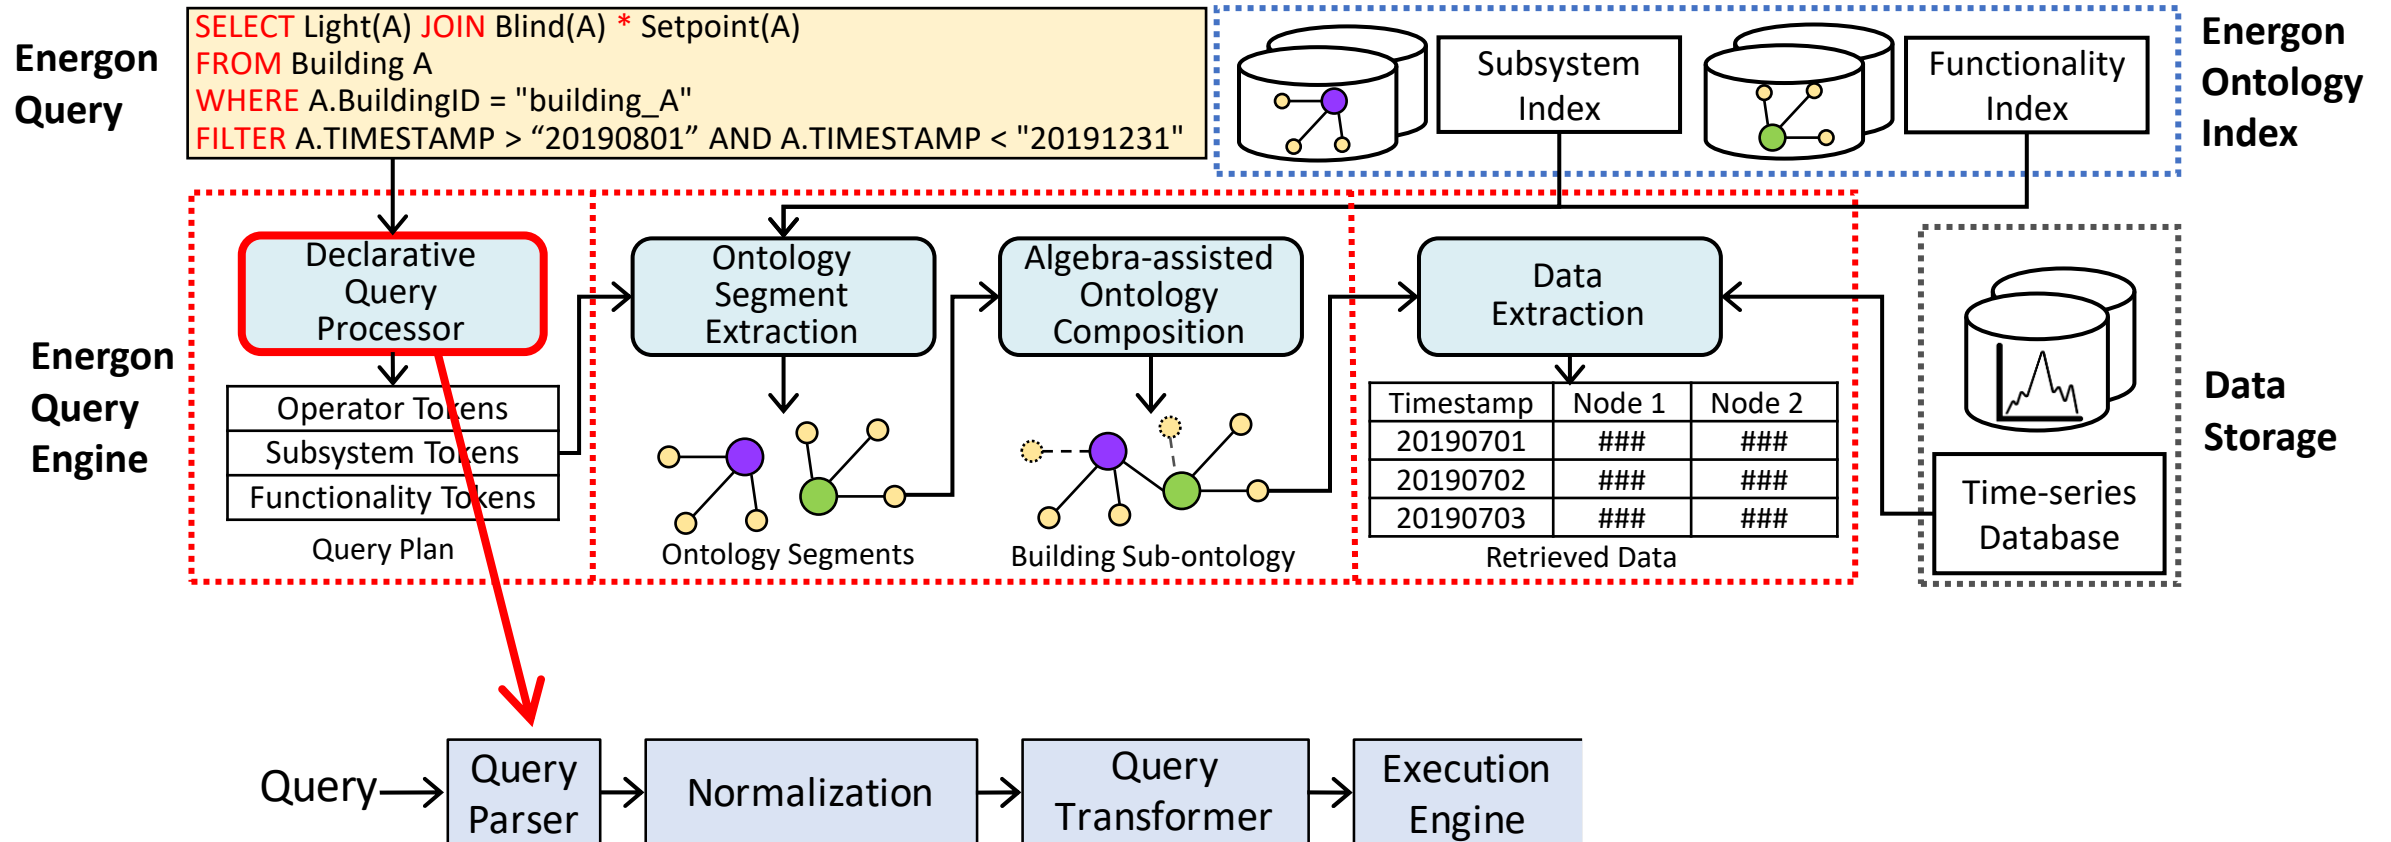 Energon
Query
SELECT Light(A) JOIN Blind(A) * Setpoint(A)
FROM Building A
WHERE A.BuildingID = "building_A"
FILTER A.TIMESTAMP > “20190801” AND A.TIMESTAMP < "20191231"
Subsystem
Index
Functionality
Index
Energon
Ontology
Index
Energon
Query
Engine
Declarative
Query
Processor
Operator Tokens
Subsystem Tokens
Functionality Tokens
Query Plan
Ontology
Segment
Extraction
Ontology Segments
Algebra-assisted
Ontology
Composition
Building Sub-ontology
Data
Extraction
Timestamp Node 1 Node 2
20190701 ### ###
20190702 ### ###
20190703 ### ###
Retrieved Data
Time-series
Database
Data
Storage
Query
Query
Parser
Normalization
Query
Transformer
Execution
Engine